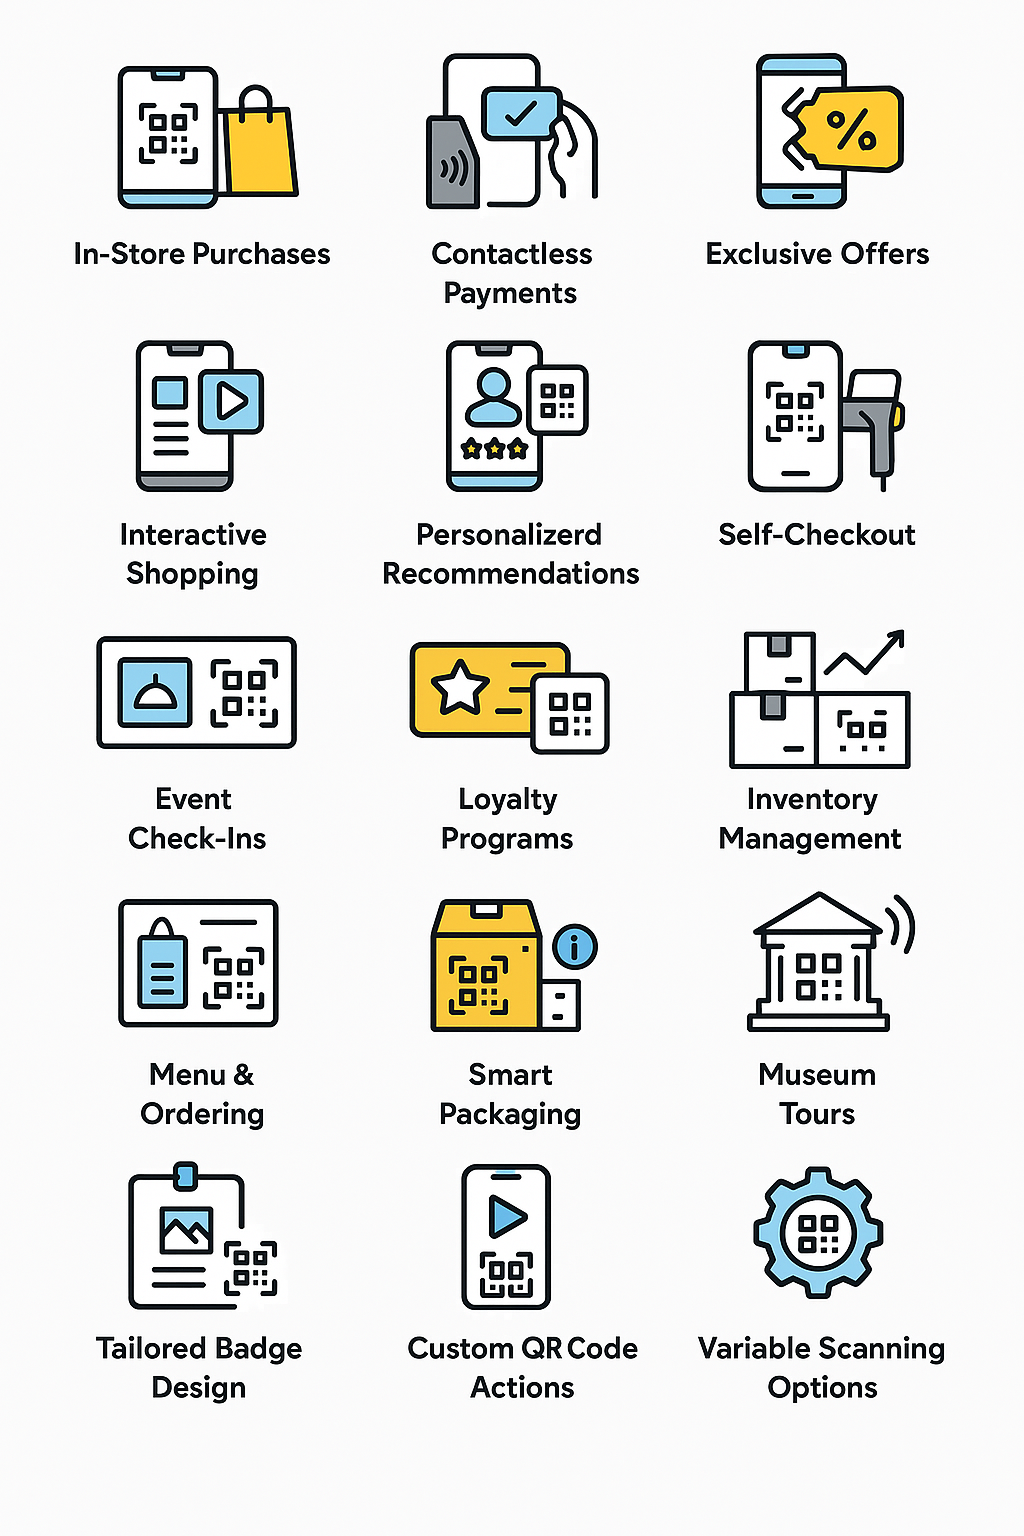 In-Store Purchases
Contactless
Payments
Exclusive Offers
Interactive
Shopping
Personalizerd
Recommendations
Self-Checkout
Event
Check-Ins
Loyalty
Programs
Inventory
Management
Menu &
Ordering
Smart
Packaging
Museum
Tours
Tailored Badge
Design
Custom QR Code
Actions
Variable Scanning
Options